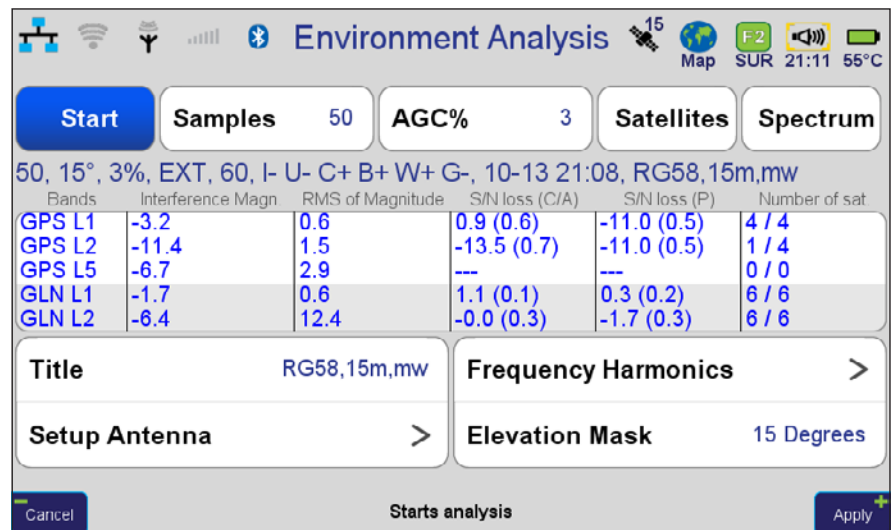 Environment Analysis 15 Map F2 SUR 21:11 55°C
Start Samples 50 AGC% 3 Satellites Spectrum
50, 15°, 3%, EXT, 60, I- U- C+ B+ W+ G-, 10-13 21:08, RG58,15m,mw
Bands Interference Magn. RMS of Magnitude S/N loss (C/A) S/N loss (P) Number of sat.
GPS L1 -3.2 0.6 0.9 (0.6) -11.0 (0.5) 4 / 4
GPS L2 -11.4 1.5 -13.5 (0.7) -11.0 (0.5) 1 / 4
GPS L5 -6.7 2.9 --- --- 0 / 0
GLN L1 -1.7 0.6 1.1 (0.1) 0.3 (0.2) 6 / 6
GLN L2 -6.4 12.4 -0.0 (0.3) -1.7 (0.3) 6 / 6
Title RG58,15m,mw Frequency Harmonics >
Setup Antenna > Elevation Mask 15 Degrees
Cancel Starts analysis Apply